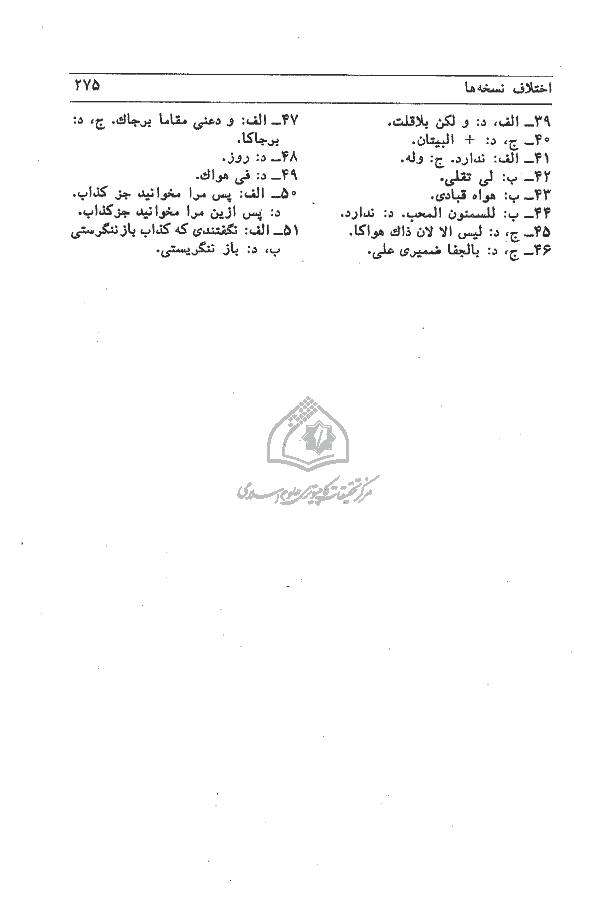 اختلاف نسخه‌ها ۲۷۵
۳۹ـ الف، د: و لکن بلاقلت.
۴۰ـ ج، د: + البیتان.
۴۱ـ الف: ندارد. ج: وله.
۴۲ـ ب: لی تقلی.
۴۳ـ ب: هواه قبادی.
۴۴ـ ب: للسمنون المحب. د: ندارد.
۴۵ـ ج، د: لیس الا لان ذاك هواکا.
۴۶ـ ج، د: بالجفا ضمیری علی.
۴۷ـ الف: و دعنی مقاما برجاك. ج، د:
برجاکا.
۴۸ـ د: روز.
۴۹ـ د: فی هواك.
۵۰ـ الف: پس مرا مخوانید جز کذاب.
د: پس ازین مرا مخوانید جزکذاب.
۵۱ـ الف: نگفتندی که کذاب بازننگرستی
ب، د: باز ننگریستی.
مرکز تحقیقات کامپیوتری علوم اسلامی